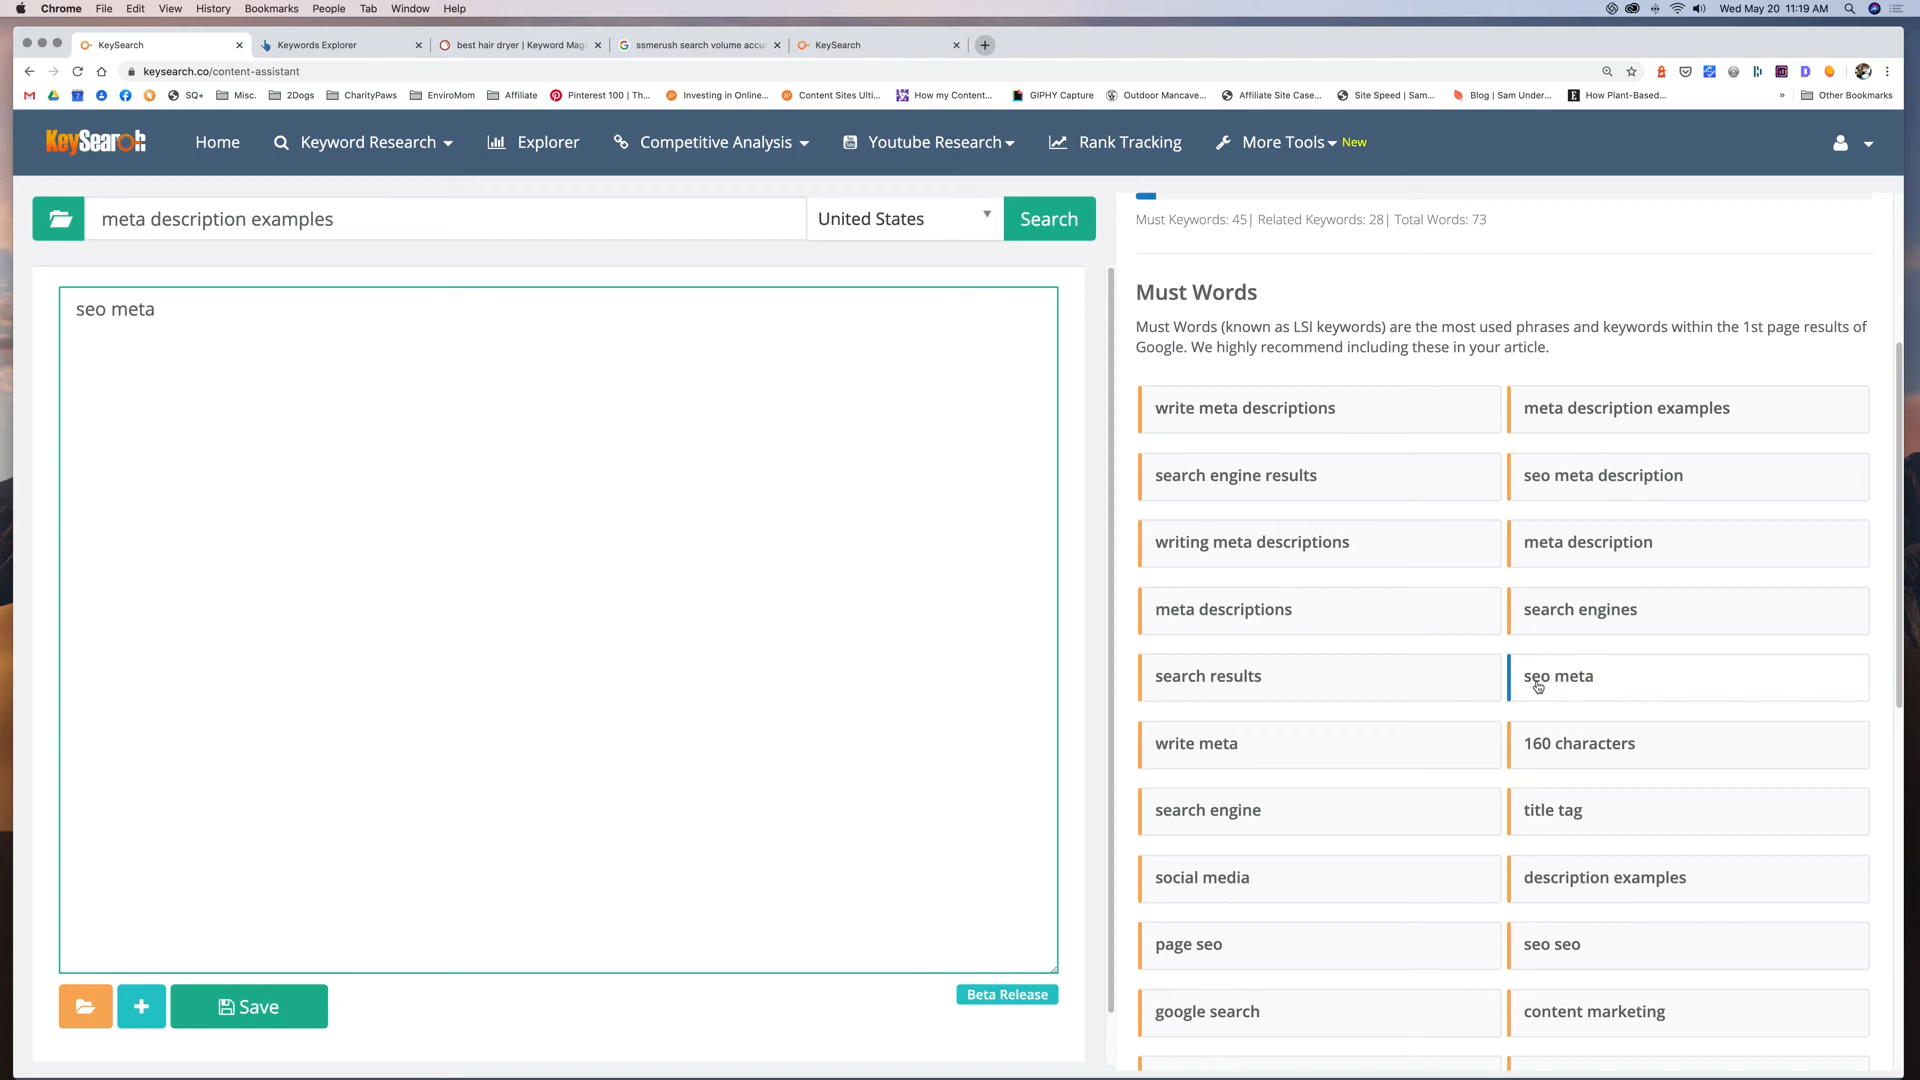 Chrome File Edit View History Bookmarks People Tab Window Help
Wed May 20 11:19 AM
KeySearch
Keywords Explorer
best hair dryer | Keyword Mag
ssmerush search volume accu
KeySearch
keysearch.co/content-assistant
SQ+ Misc. 2Dogs CharityPaws EnviroMom Affiliate Pinterest 100 | Th... Investing in Online... Content Sites Ulti... How my Content... GIPHY Capture Outdoor Mancave... Affiliate Site Case... Site Speed | Sam... Blog | Sam Under... How Plant-Based... » Other Bookmarks
KeySearch Home Keyword Research Explorer Competitive Analysis Youtube Research Rank Tracking More Tools New
meta description examples United States Search
Must Keywords: 45| Related Keywords: 28| Total Words: 73
seo meta
Must Words
Must Words (known as LSI keywords) are the most used phrases and keywords within the 1st page results of
Google. We highly recommend including these in your article.
write meta descriptions meta description examples
search engine results seo meta description
writing meta descriptions meta description
meta descriptions search engines
search results seo meta
write meta 160 characters
search engine title tag
social media description examples
page seo seo seo
google search content marketing
Save
Beta Release